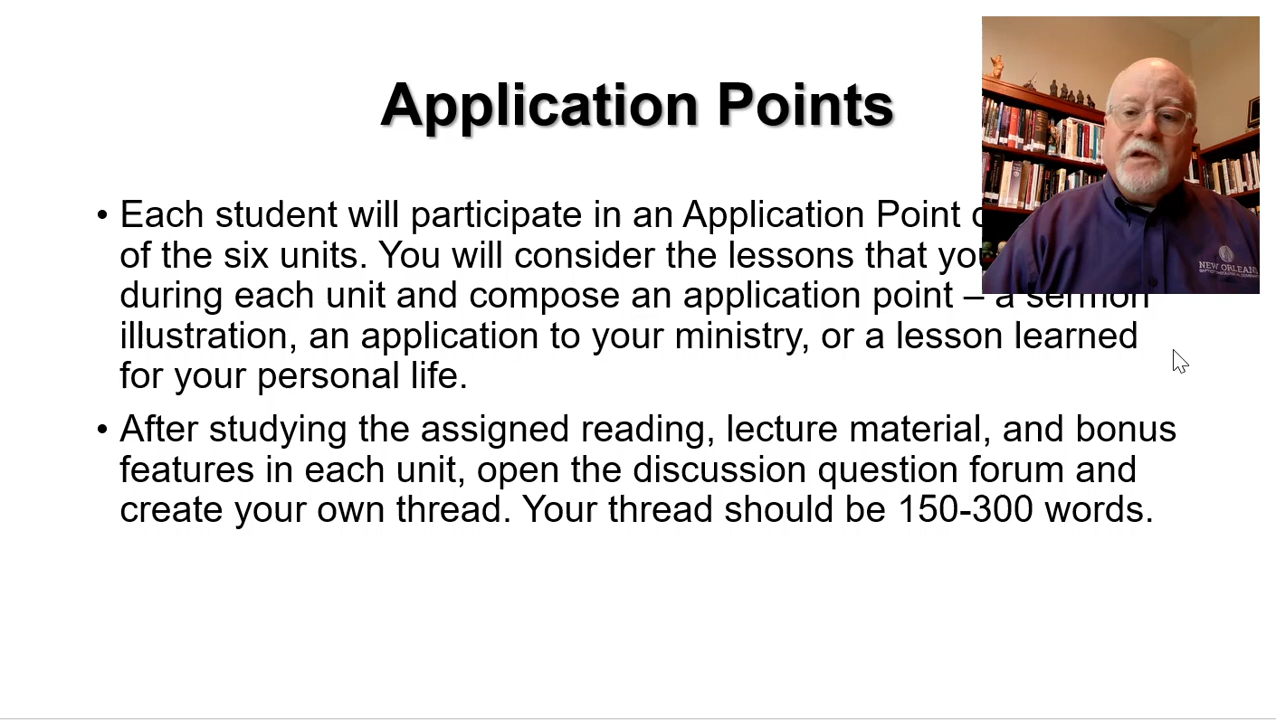 Application Points
• Each student will participate in an Application Point
of the six units. You will consider the lessons that you
during each unit and compose an application point – a sermon
illustration, an application to your ministry, or a lesson learned
for your personal life.
• After studying the assigned reading, lecture material, and bonus
features in each unit, open the discussion question forum and
create your own thread. Your thread should be 150-300 words.
NEW ORLEANS